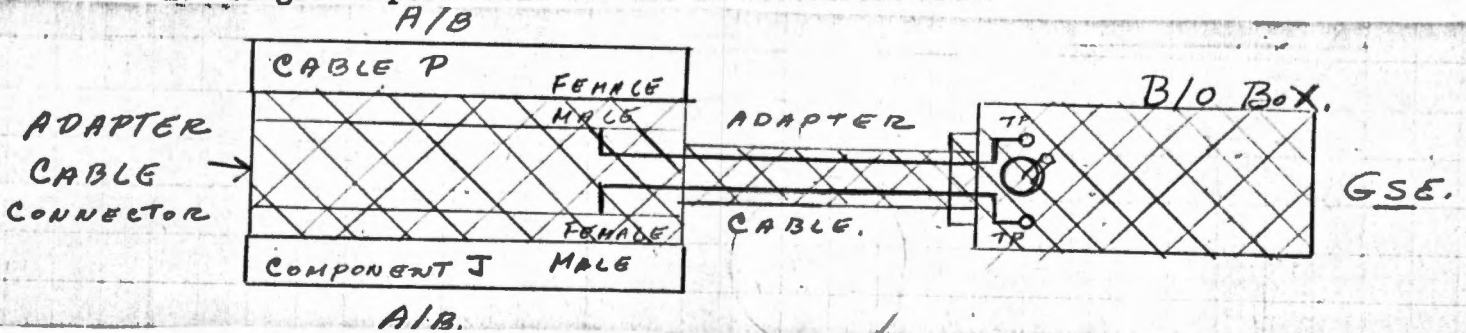 A/B
CABLE P
FEMALE
MALE
ADAPTER
CABLE
CONNECTOR
ADAPTER
CABLE.
B/O BOX.
TP
TP
GSE.
FEMALE
MALE
COMPONENT J
A/B.